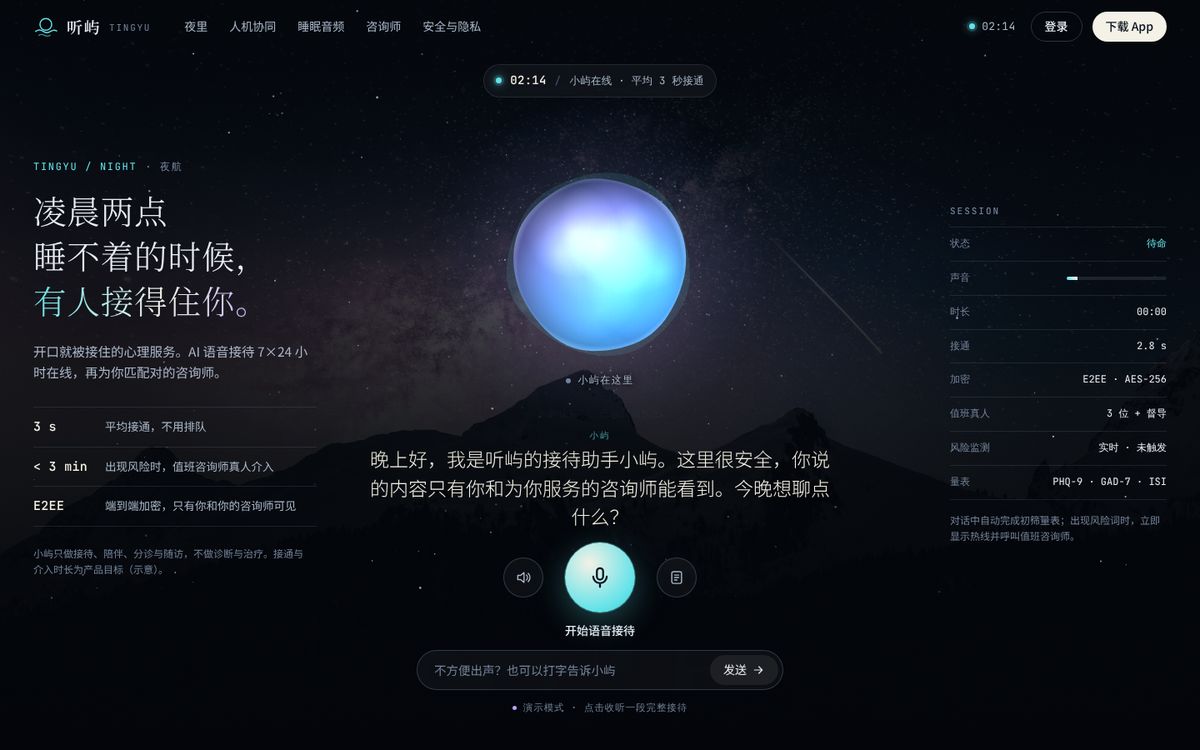 听屿 TINGYU 夜里 人机协同 睡眠音频 咨询师 安全与隐私 02:14 登录 下载 App
02:14 / 小屿在线 · 平均 3 秒接通
TINGYU / NIGHT · 夜航
凌晨两点
睡不着的时候，
有人接得住你。
开口就被接住的心理服务。AI 语音接待 7×24 小
时在线，再为你匹配对的咨询师。
3 s 平均接通，不用排队
< 3 min 出现风险时，值班咨询师真人介入
E2EE 端到端加密，只有你和你的咨询师可见
小屿只做接待、陪伴、分诊与随访，不做诊断与治疗。接通与
介入时长为产品目标（示意）。
小屿在这里
小屿
晚上好，我是听屿的接待助手小屿。这里很安全，你说
的内容只有你和为你服务的咨询师能看到。今晚想聊点
什么？
开始语音接待
不方便出声？也可以打字告诉小屿 发送 →
演示模式 · 点击收听一段完整接待
SESSION
状态 待命
声音
时长 00:00
接通 2.8 s
加密 E2EE · AES-256
值班真人 3 位 + 督导
风险监测 实时 · 未触发
量表 PHQ-9 · GAD-7 · ISI
对话中自动完成初筛量表；出现风险词时，立即
显示热线并呼叫值班咨询师。